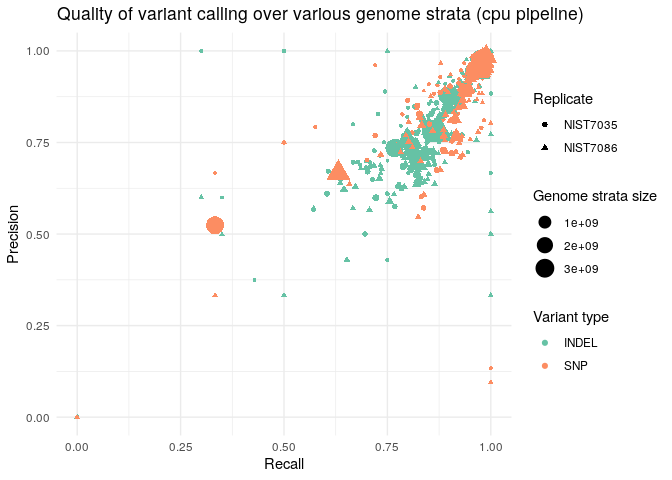 Quality of variant calling over various genome strata (cpu pipeline)
Precision
1.00
0.75
0.50
0.25
0.00
0.00 0.25 0.50 0.75 1.00
Recall
Replicate
NIST7035
NIST7086
Genome strata size
1e+09
2e+09
3e+09
Variant type
INDEL
SNP